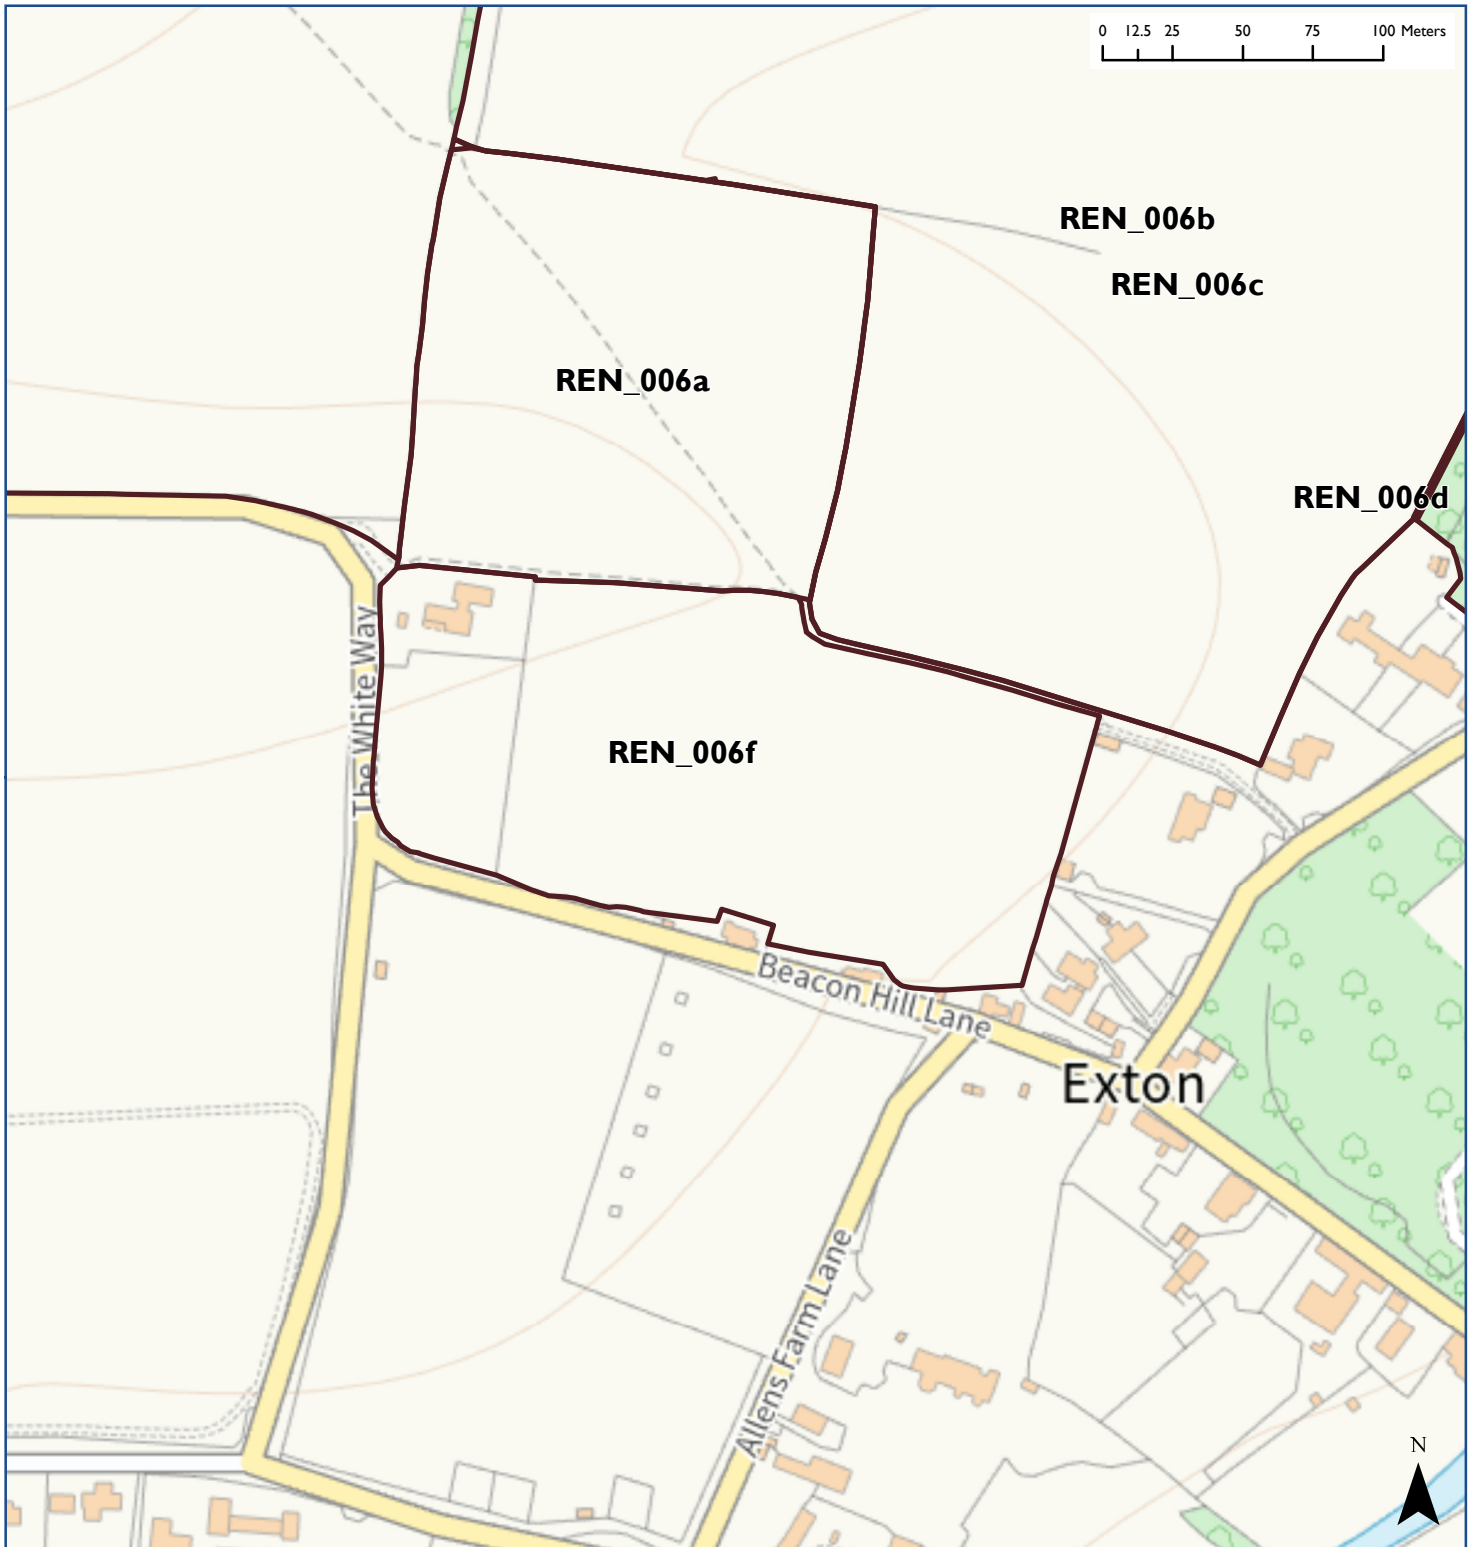 0 12.5 25 50 75 100 Meters
REN_006b
REN_006c
REN_006a
REN_006d
The White Way
REN_006f
Beacon Hill Lane
Exton
Allens Farm Lane
N